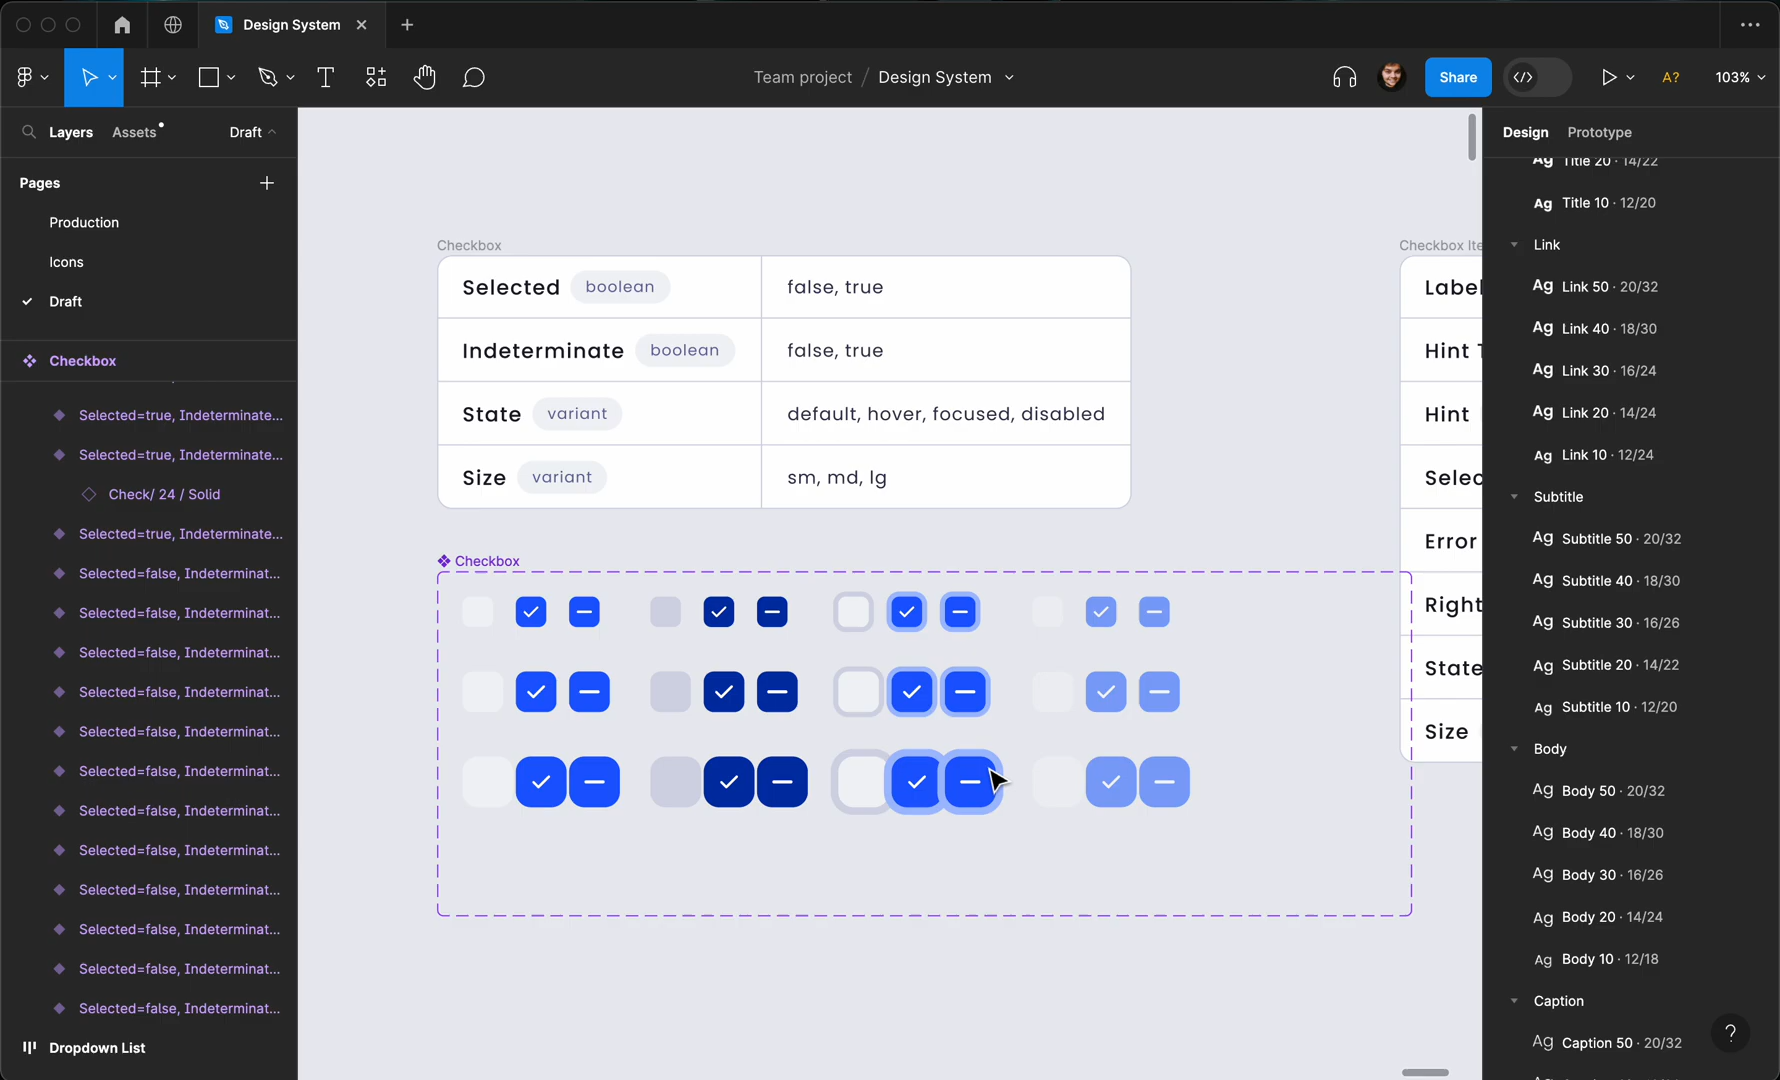 Design System
Team project / Design System
Share
A?
103%
Layers
Assets
Draft
Pages
Production
Icons
Draft
Checkbox
Selected=true, Indeterminate...
Selected=true, Indeterminate...
Check/ 24 / Solid
Selected=true, Indeterminate...
Selected=false, Indeterminat...
Selected=false, Indeterminat...
Selected=false, Indeterminat...
Selected=false, Indeterminat...
Selected=false, Indeterminat...
Selected=false, Indeterminat...
Selected=false, Indeterminat...
Selected=false, Indeterminat...
Selected=false, Indeterminat...
Selected=false, Indeterminat...
Selected=false, Indeterminat...
Selected=false, Indeterminat...
Dropdown List
Checkbox
Selected boolean false, true
Indeterminate boolean false, true
State variant default, hover, focused, disabled
Size variant sm, md, lg
Checkbox
Checkbox Ite
Label
Hint T
Hint
Selec
Error
Right
State
Size
Design
Prototype
Ag Title 20 · 14/22
Ag Title 10 · 12/20
Link
Ag Link 50 · 20/32
Ag Link 40 · 18/30
Ag Link 30 · 16/24
Ag Link 20 · 14/24
Ag Link 10 · 12/24
Subtitle
Ag Subtitle 50 · 20/32
Ag Subtitle 40 · 18/30
Ag Subtitle 30 · 16/26
Ag Subtitle 20 · 14/22
Ag Subtitle 10 · 12/20
Body
Ag Body 50 · 20/32
Ag Body 40 · 18/30
Ag Body 30 · 16/26
Ag Body 20 · 14/24
Ag Body 10 · 12/18
Caption
Ag Caption 50 · 20/32
?